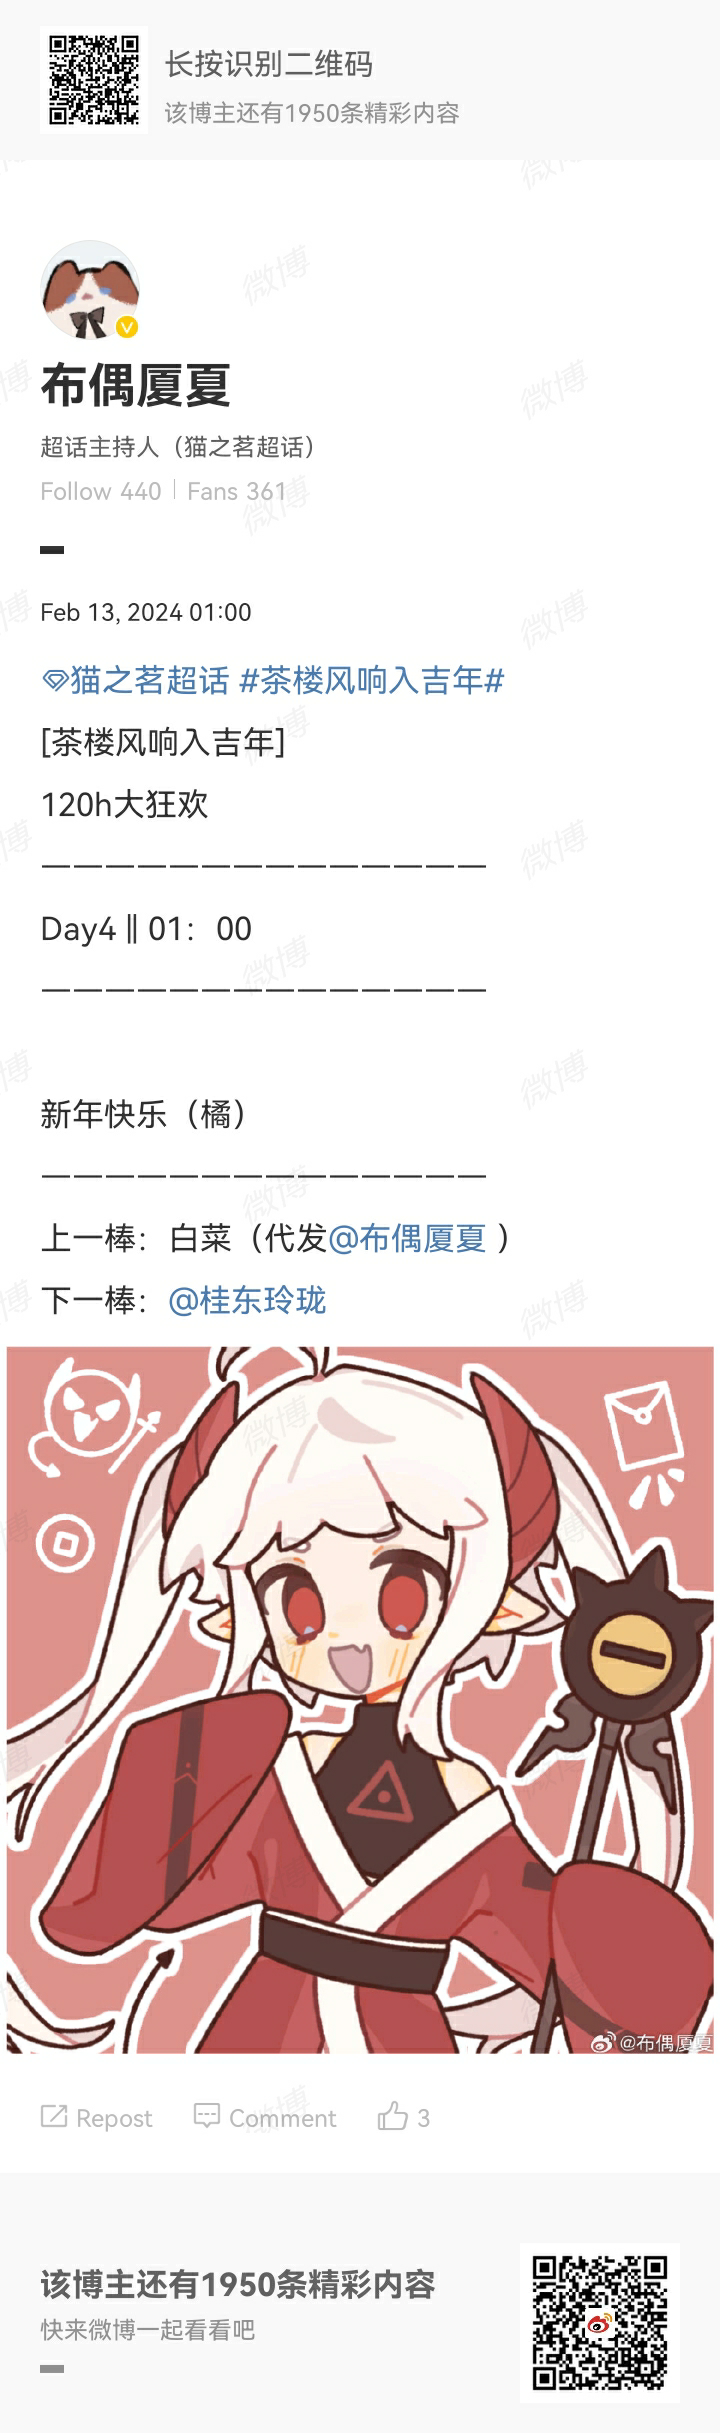 长按识别二维码
该博主还有1950条精彩内容
布偶厦夏
超话主持人（猫之茗超话）
Follow 440 | Fans 361
Feb 13, 2024 01:00
猫之茗超话 #茶楼风响入吉年#
[茶楼风响入吉年]
120h大狂欢
——————————————
Day4 ‖ 01：00
——————————————
新年快乐（橘）
——————————————
上一棒：白菜（代发@布偶厦夏 ）
下一棒：@桂东玲珑
@布偶厦夏
Repost Comment 3
该博主还有1950条精彩内容
快来微博一起看看吧
微博